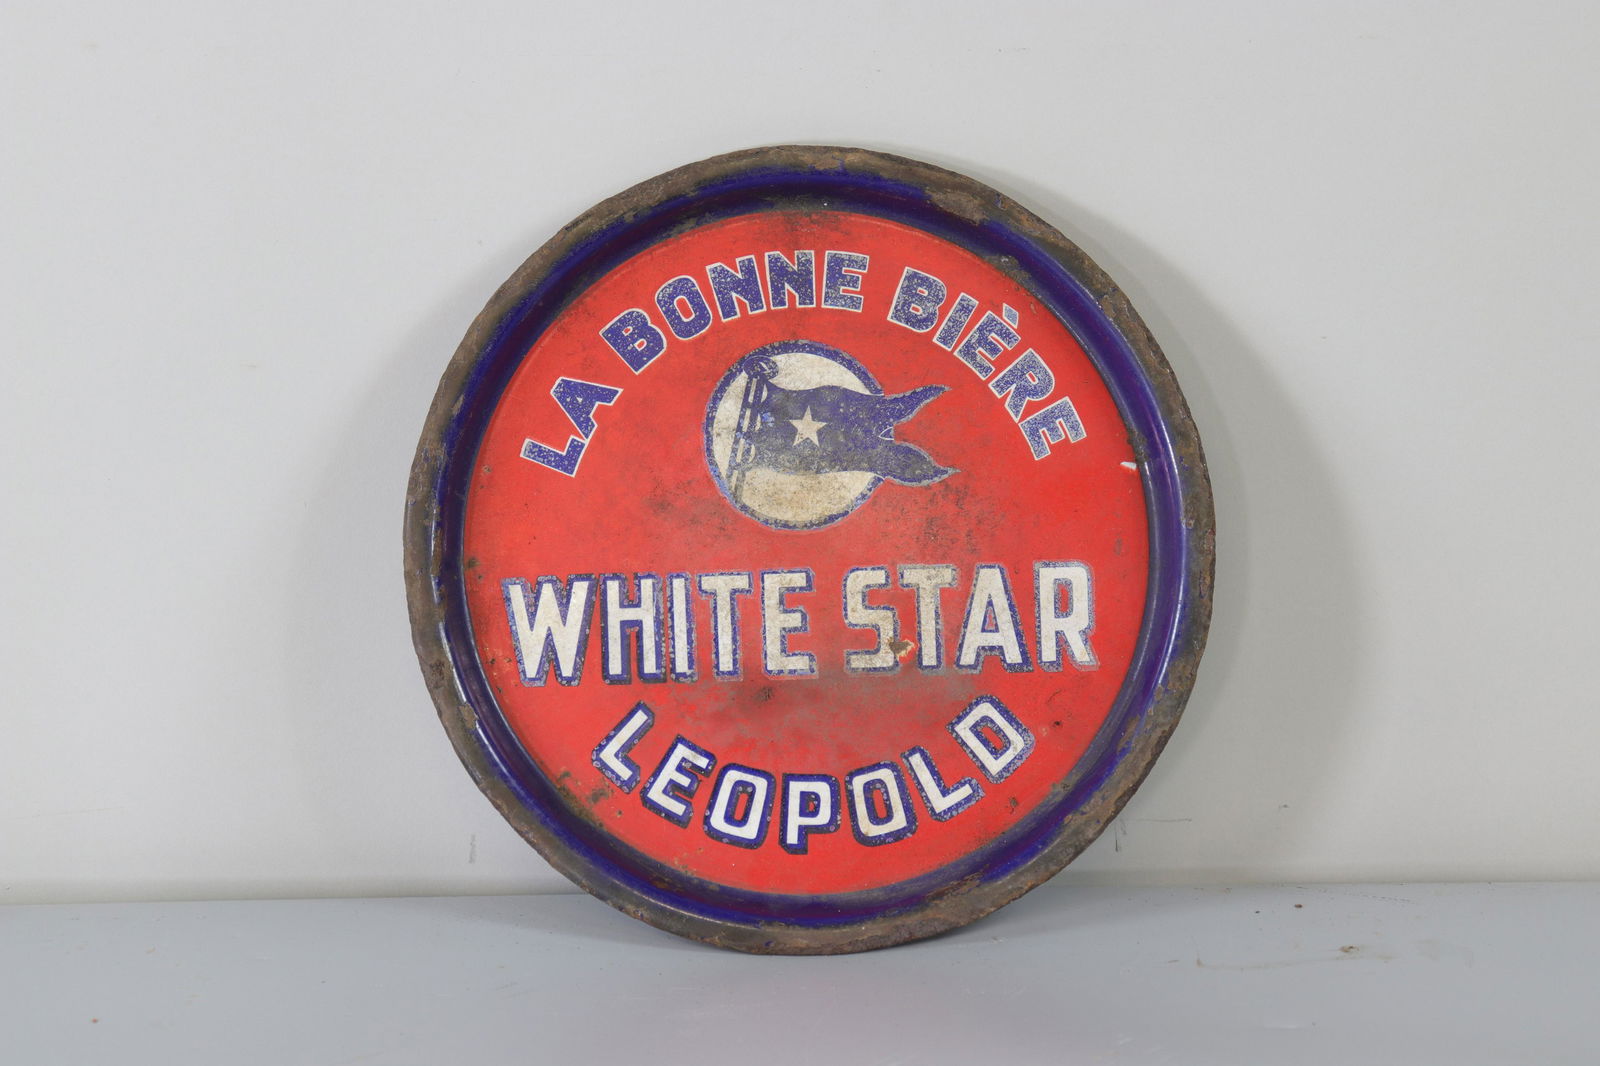 LA BONNE BIÈRE
WHITE STAR
LEOPOLD